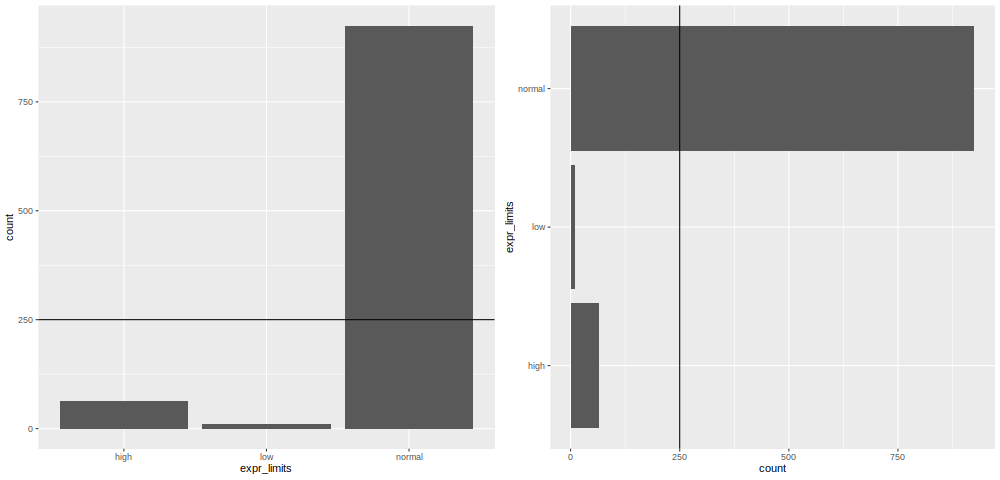 count
750
500
250
0
high low normal
expr_limits
expr_limits
normal
low
high
0 250 500 750
count